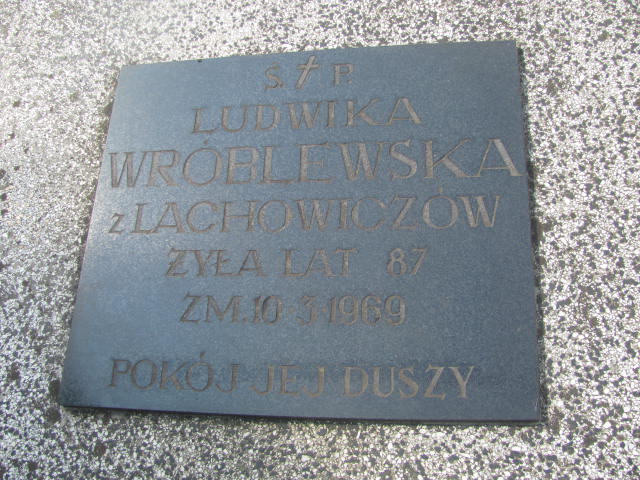 Ś.†P.
LUDWIKA
WRÓBLEWSKA
z LACHOWICZÓW
ŻYŁA LAT 87
ZM. 10-3-1969
POKÓJ JEJ DUSZY